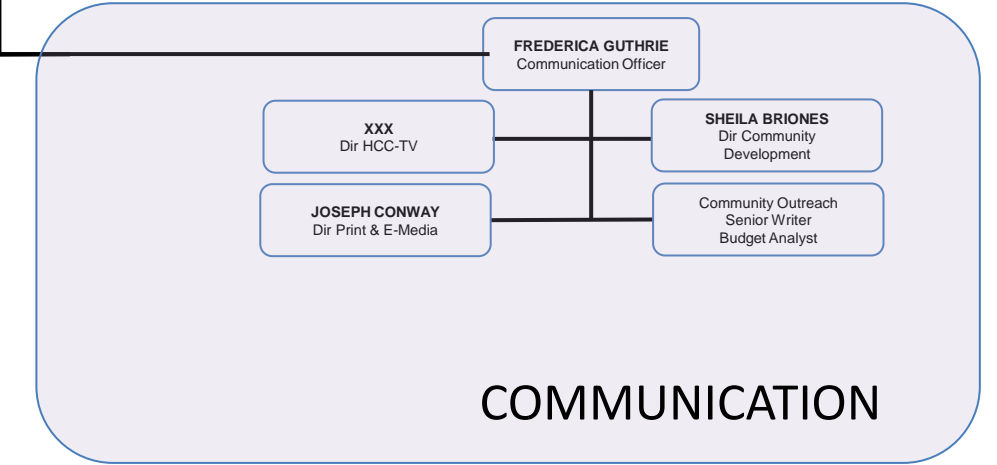 FREDERICA GUTHRIE
Communication Officer
XXX
Dir HCC-TV
SHEILA BRIONES
Dir Community
Development
JOSEPH CONWAY
Dir Print & E-Media
Community Outreach
Senior Writer
Budget Analyst
COMMUNICATION